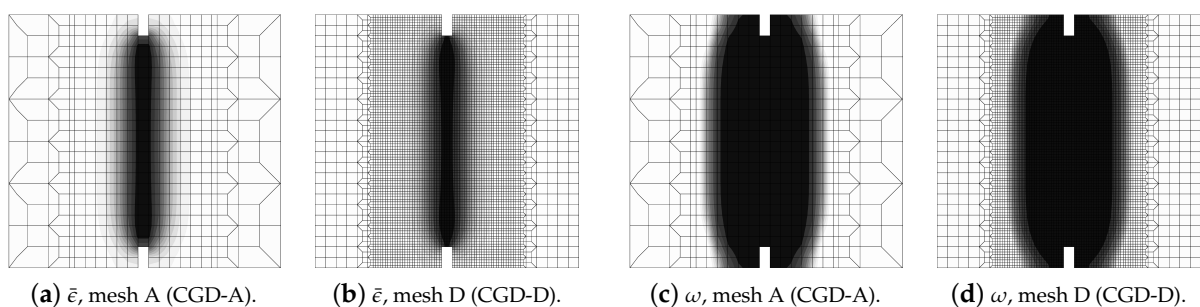 (a) ε̄, mesh A (CGD-A).
(b) ε̄, mesh D (CGD-D).
(c) ω, mesh A (CGD-A).
(d) ω, mesh D (CGD-D).